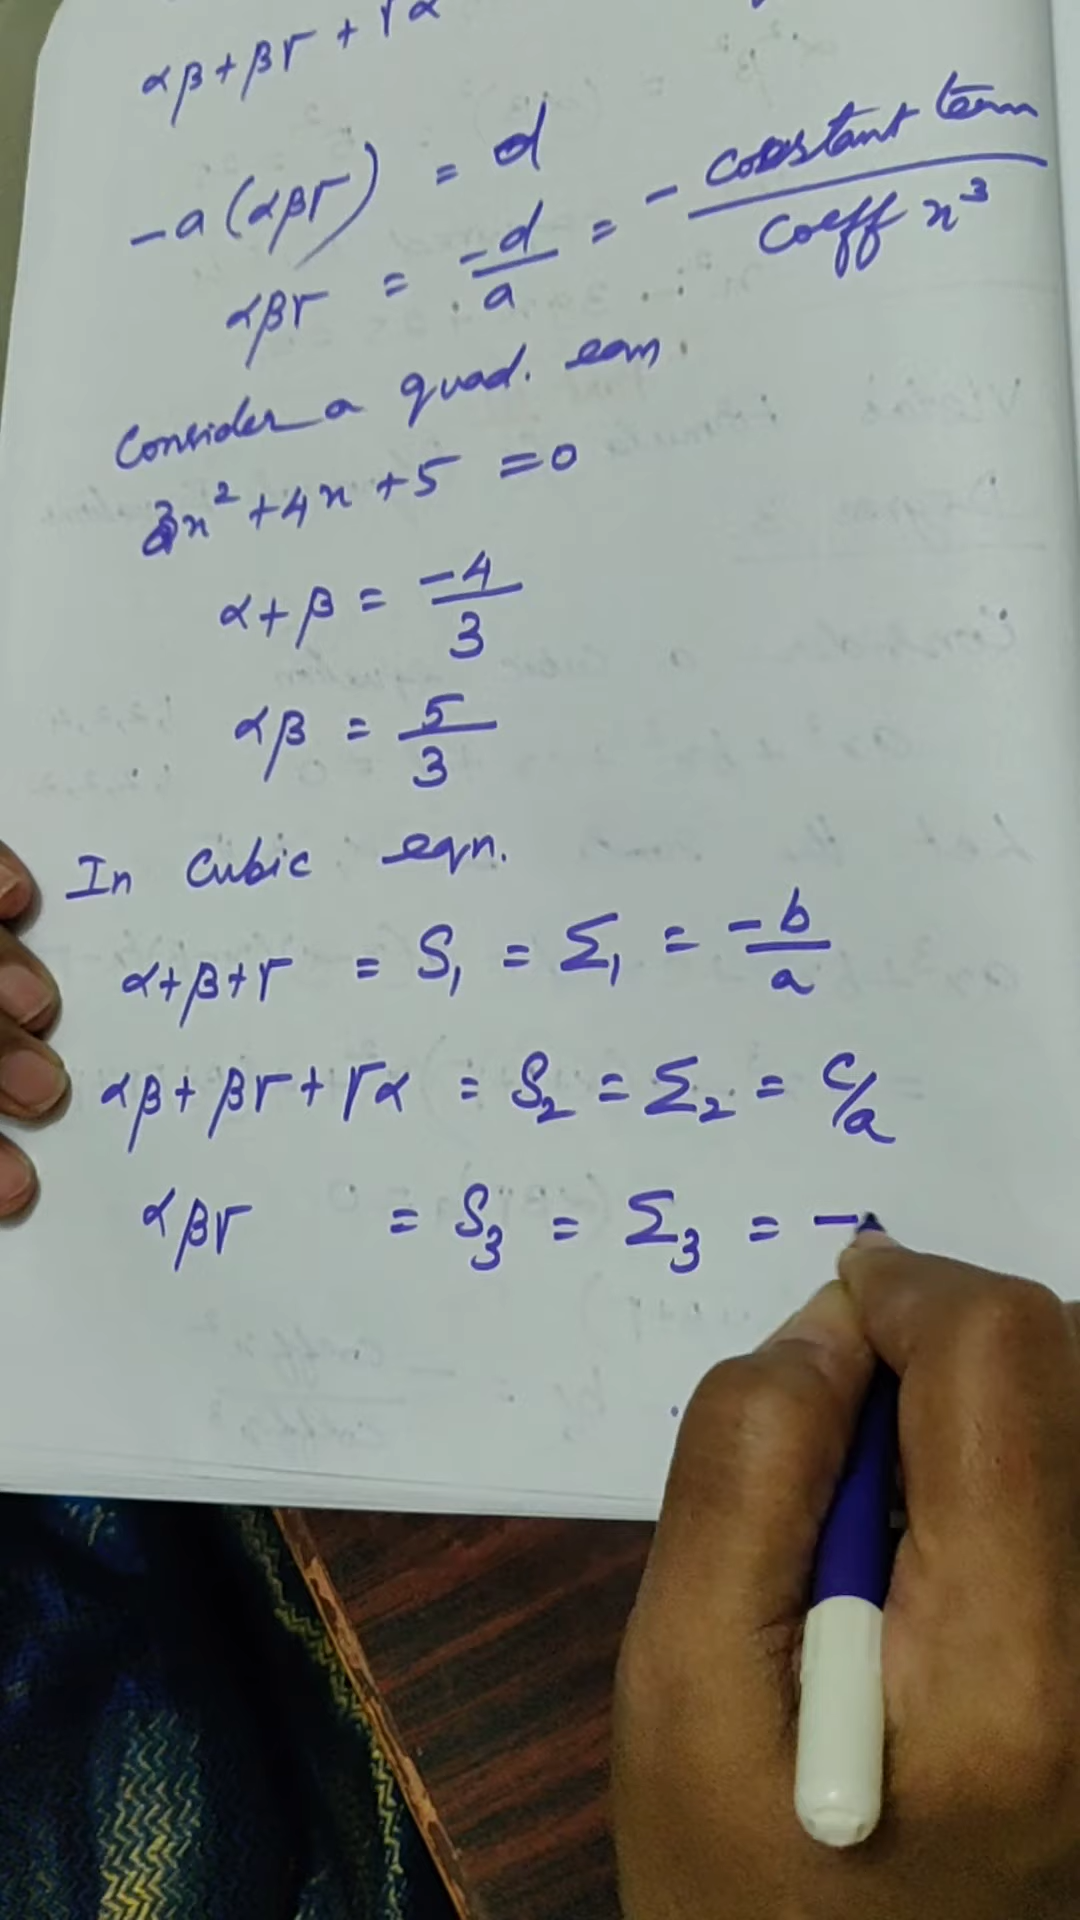 αβ+βγ+γα
-a(αβγ) = d
αβγ = -d/a = - constant term / Coeff x³
Consider a quad. eqn.
3x²+4x+5 =0
α+β = -4/3
αβ = 5/3
In Cubic eqn.
α+β+γ = S₁ = Σ₁ = -b/a
αβ+βγ+γα = S₂ = Σ₂ = c/a
αβγ = S₃ = Σ₃ = -